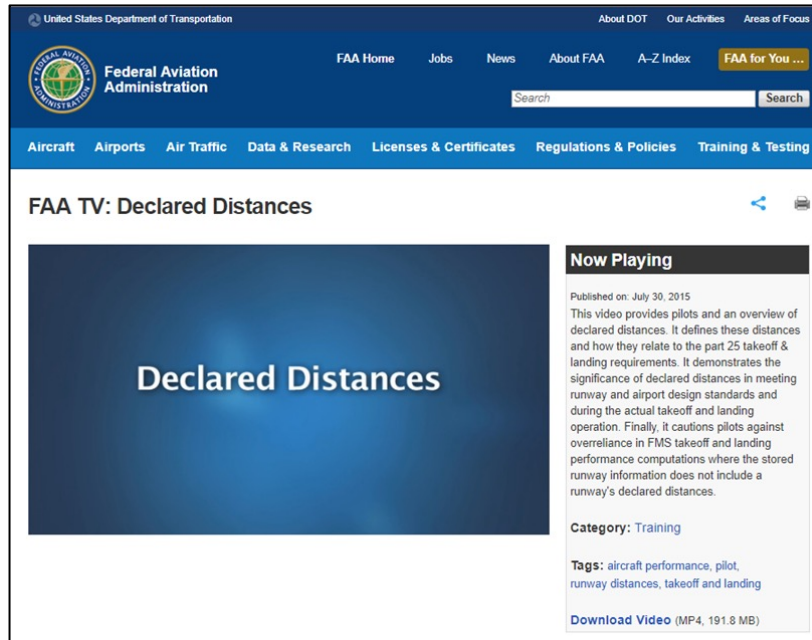 United States Department of Transportation
About DOT Our Activities Areas of Focus
FEDERAL AVIATION ADMINISTRATION
Federal Aviation
Administration
FAA Home Jobs News About FAA A–Z Index FAA for You ...
Search Search
Aircraft Airports Air Traffic Data & Research Licenses & Certificates Regulations & Policies Training & Testing
FAA TV: Declared Distances
Declared Distances
Now Playing
Published on: July 30, 2015
This video provides pilots and an overview of
declared distances. It defines these distances
and how they relate to the part 25 takeoff &
landing requirements. It demonstrates the
significance of declared distances in meeting
runway and airport design standards and
during the actual takeoff and landing
operation. Finally, it cautions pilots against
overreliance in FMS takeoff and landing
performance computations where the stored
runway information does not include a
runway's declared distances.
Category: Training
Tags: aircraft performance, pilot,
runway distances, takeoff and landing
Download Video (MP4, 191.8 MB)